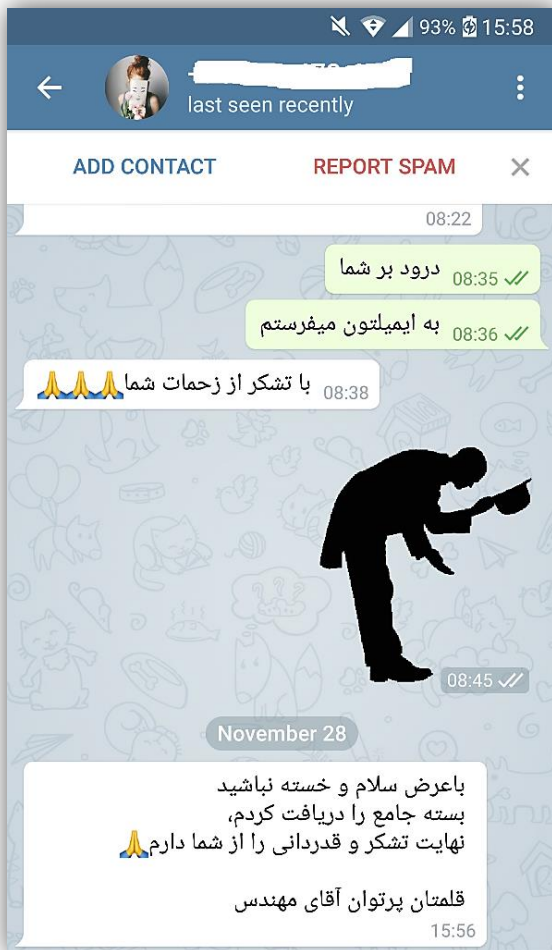 93% 15:58
last seen recently
ADD CONTACT REPORT SPAM
08:22
درود بر شما 08:35
به ایمیلتون میفرستم 08:36
با تشکر از زحمات شما🙏🙏🙏 08:38
08:45
November 28
باعرض سلام و خسته نباشید
بسته جامع را دریافت کردم,
نهایت تشکر و قدردانی را از شما دارم🙏
قلمتان پرتوان آقای مهندس
15:56